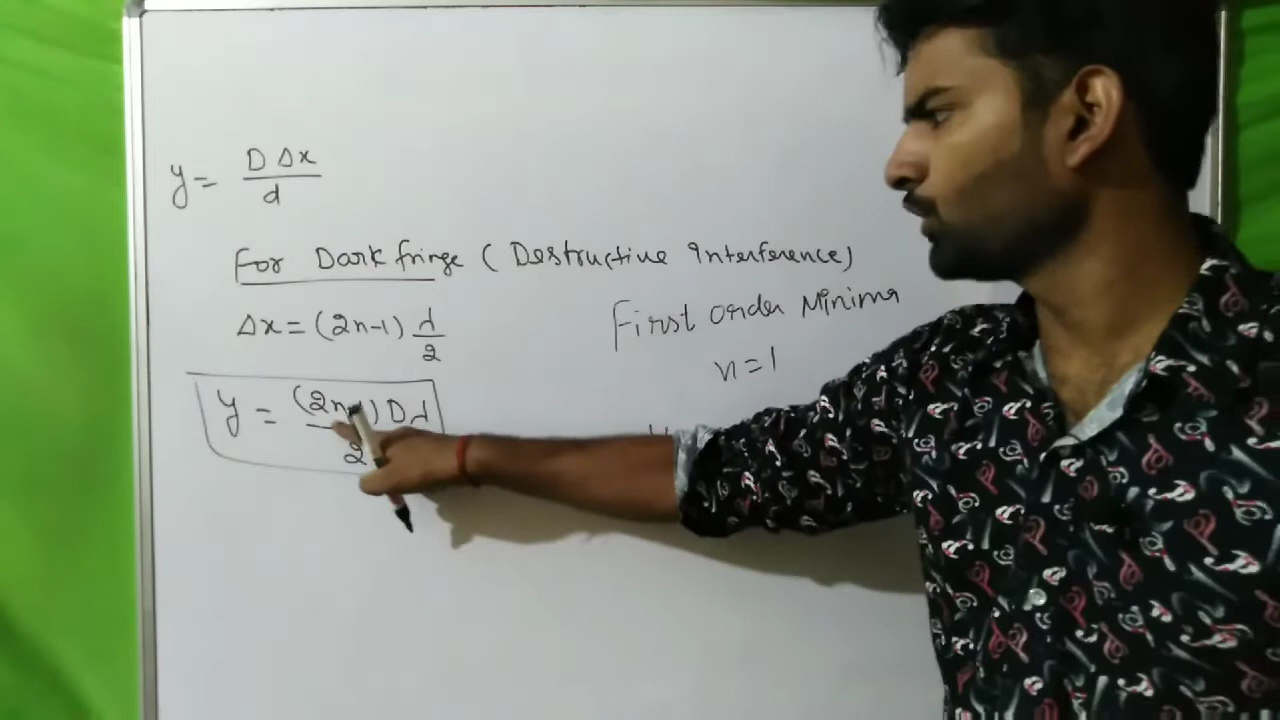 y = D Δx / d
For Dark fringe (Destructive Interference)
Δx = (2n-1) λ/2
First order Minima
n=1
y = (2n-1) Dλ / 2